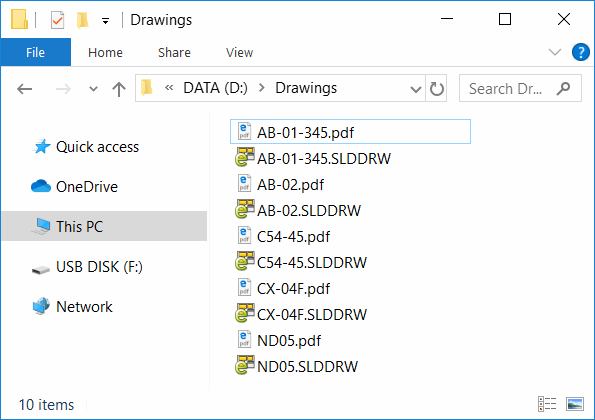 Drawings
File Home Share View
« DATA (D:) > Drawings Search Dr...
Quick access
OneDrive
This PC
USB DISK (F:)
Network
AB-01-345.pdf
AB-01-345.SLDDRW
AB-02.pdf
AB-02.SLDDRW
C54-45.pdf
C54-45.SLDDRW
CX-04F.pdf
CX-04F.SLDDRW
ND05.pdf
ND05.SLDDRW
10 items